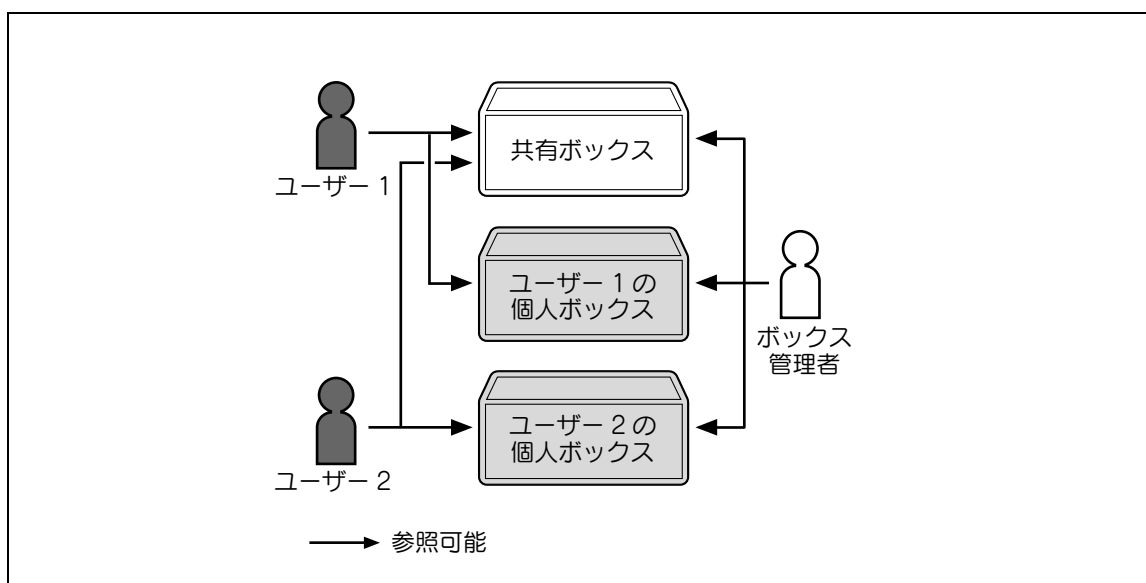 共有ボックス
ユーザー 1
ユーザー 1 の
個人ボックス
ボックス
管理者
ユーザー 2 の
個人ボックス
ユーザー 2
参照可能